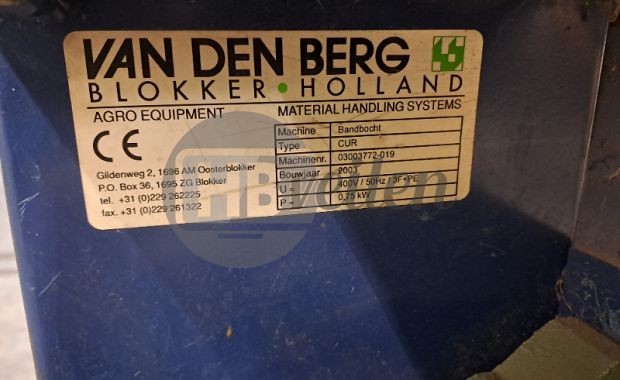 VAN DEN BERG
BLOKKER • HOLLAND
AGRO EQUIPMENT MATERIAL HANDLING SYSTEMS
CE
Gildenweg 2, 1696 AM Oosterblokker
P.O. Box 36, 1695 ZG Blokker
tel. +31 (0)229 262225
fax. +31 (0)229 261322
Machine Bandbocht
Type CUR
Machinenr. 03003772-019
Bouwjaar 2003
U = 400V / 50Hz / 3F+PE
P = 0,75 kW
HBveilen